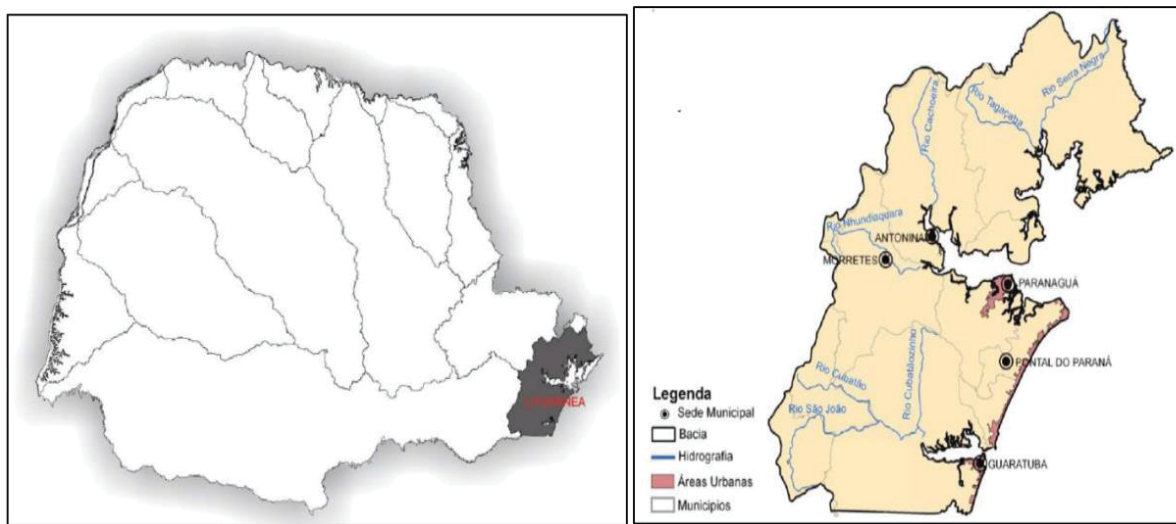 LITORÂNEA
Rio Serra Negra
Rio Tagaçaba
Rio Cachoeira
Rio Nhundiaquara
ANTONINA
MORRETES
PARANAGUÁ
PONTAL DO PARANÁ
Rio Cubatãozinho
Rio Cubatão
Rio São João
GUARATUBA
Legenda
Sede Municipal
Bacia
Hidrografia
Áreas Urbanas
Municipios